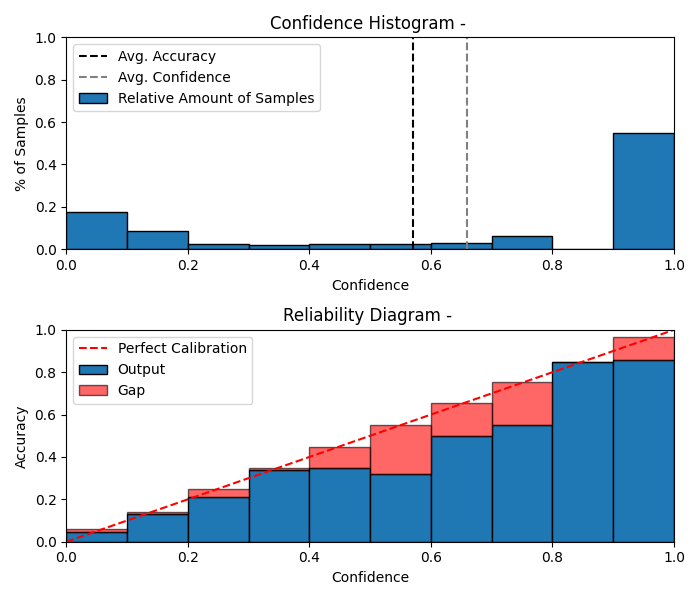 Confidence Histogram -
% of Samples
1.0
0.8
0.6
0.4
0.2
0.0
Avg. Accuracy
Avg. Confidence
Relative Amount of Samples
0.0 0.2 0.4 0.6 0.8 1.0
Confidence
Reliability Diagram -
Accuracy
1.0
0.8
0.6
0.4
0.2
0.0
Perfect Calibration
Output
Gap
0.0 0.2 0.4 0.6 0.8 1.0
Confidence